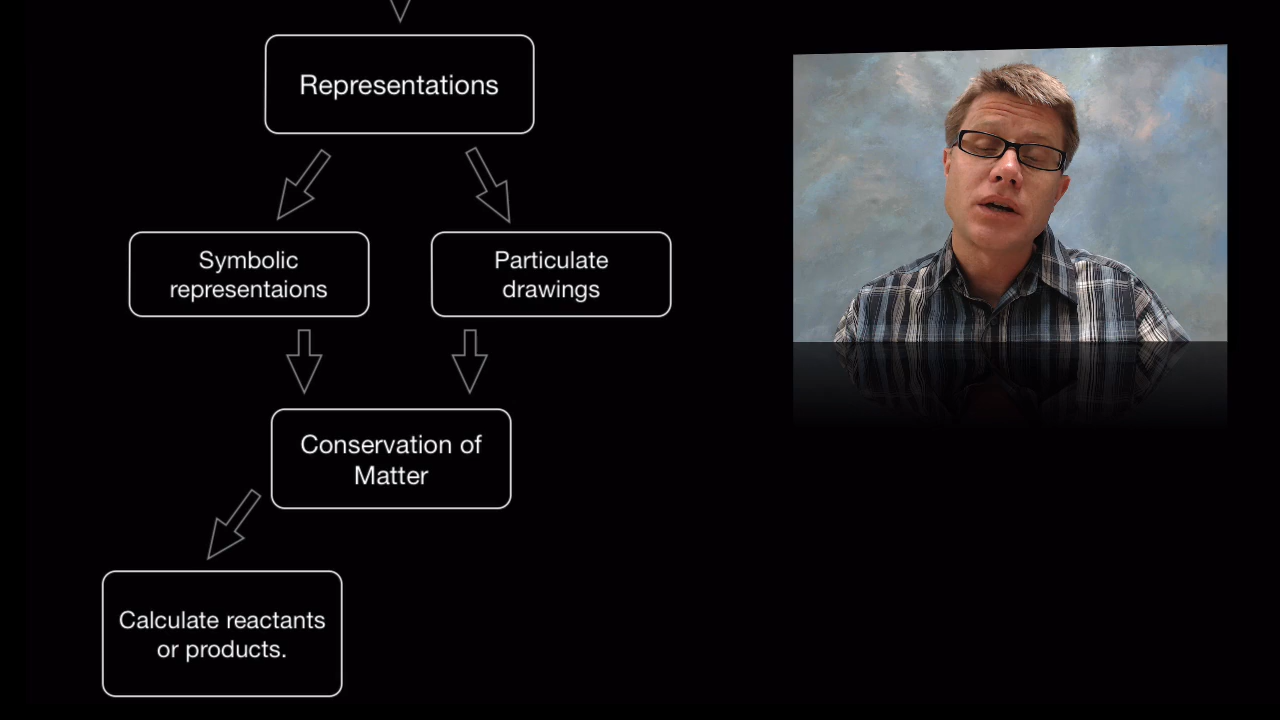 Representations
Symbolic
representaions
Particulate
drawings
Conservation of
Matter
Calculate reactants
or products.